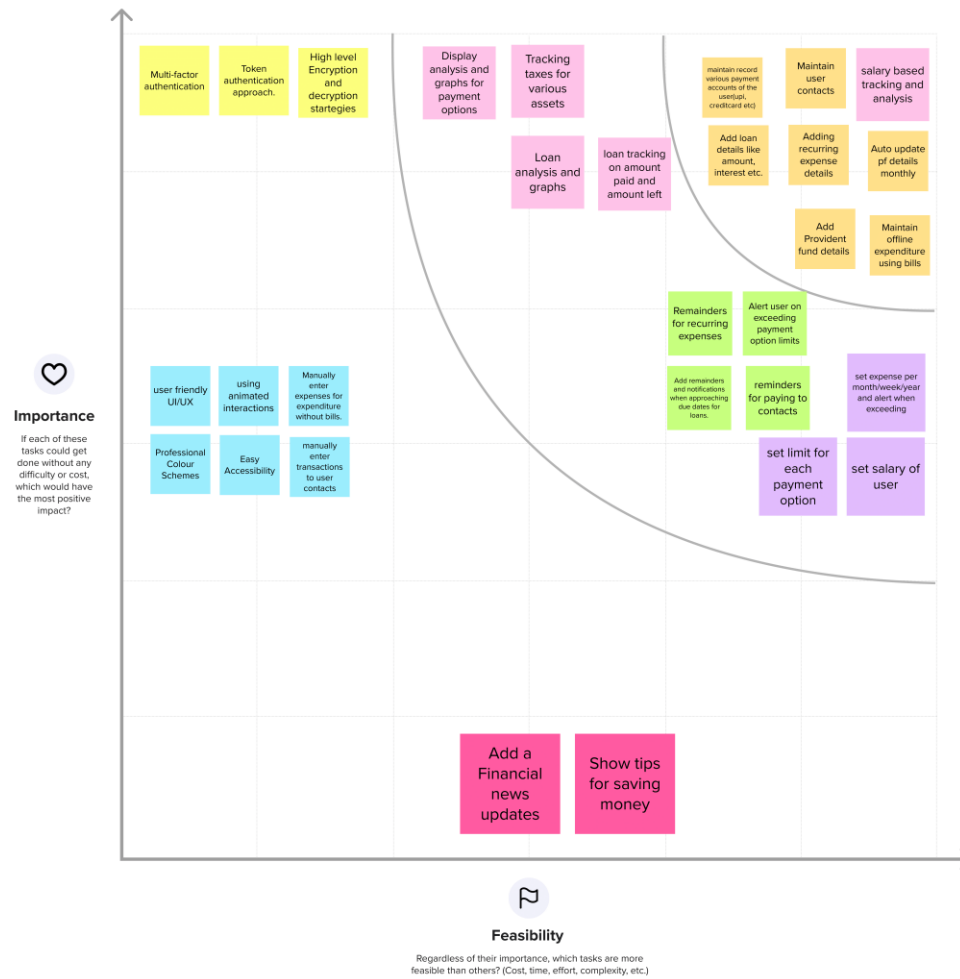 Multi-factor
authentication
Token
authentication
approach.
High level
Encryption
and
decryption
startegies
Display
analysis and
graphs for
payment
options
Tracking
taxes for
various
assets
Loan
analysis and
graphs
loan tracking
on amount
paid and
amount left
maintain record
various payment
accounts of the
user(upi,
creditcard etc)
Maintain
user
contacts
salary based
tracking and
analysis
Add loan
details like
amount,
interest etc.
Adding
recurring
expense
details
Auto update
pf details
monthly
Add
Provident
fund details
Maintain
offline
expenditure
using bills
Remainders
for recurring
expenses
Alert user on
exceeding
payment
option limits
Add remainders
and notifications
when approaching
due dates for
loans.
reminders
for paying to
contacts
set expense per
month/week/year
and alert when
exceeding
set limit for
each
payment
option
set salary of
user
user friendly
UI/UX
using
animated
interactions
Manually
enter
expenses for
expenditure
without bills.
Professional
Colour
Schemes
Easy
Accessibility
manually
enter
transactions
to user
contacts
Importance
If each of these
tasks could get
done without any
difficulty or cost,
which would have
the most positive
impact?
Add a
Financial
news
updates
Show tips
for saving
money
Feasibility
Regardless of their importance, which tasks are more
feasible than others? (Cost, time, effort, complexity, etc.)